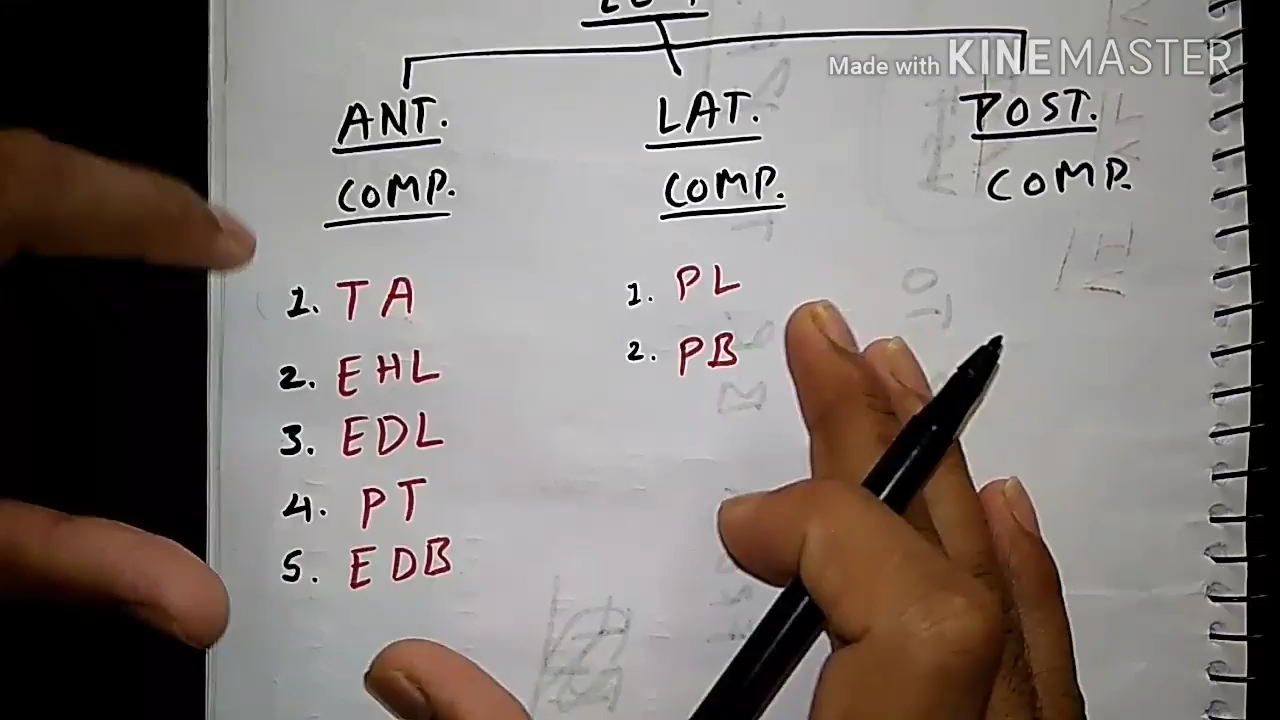 Made with KINEMASTER
ANT.
COMP.
LAT.
COMP.
POST.
COMP.
1. TA
2. EHL
3. EDL
4. PT
5. EDB
1. PL
2. PB